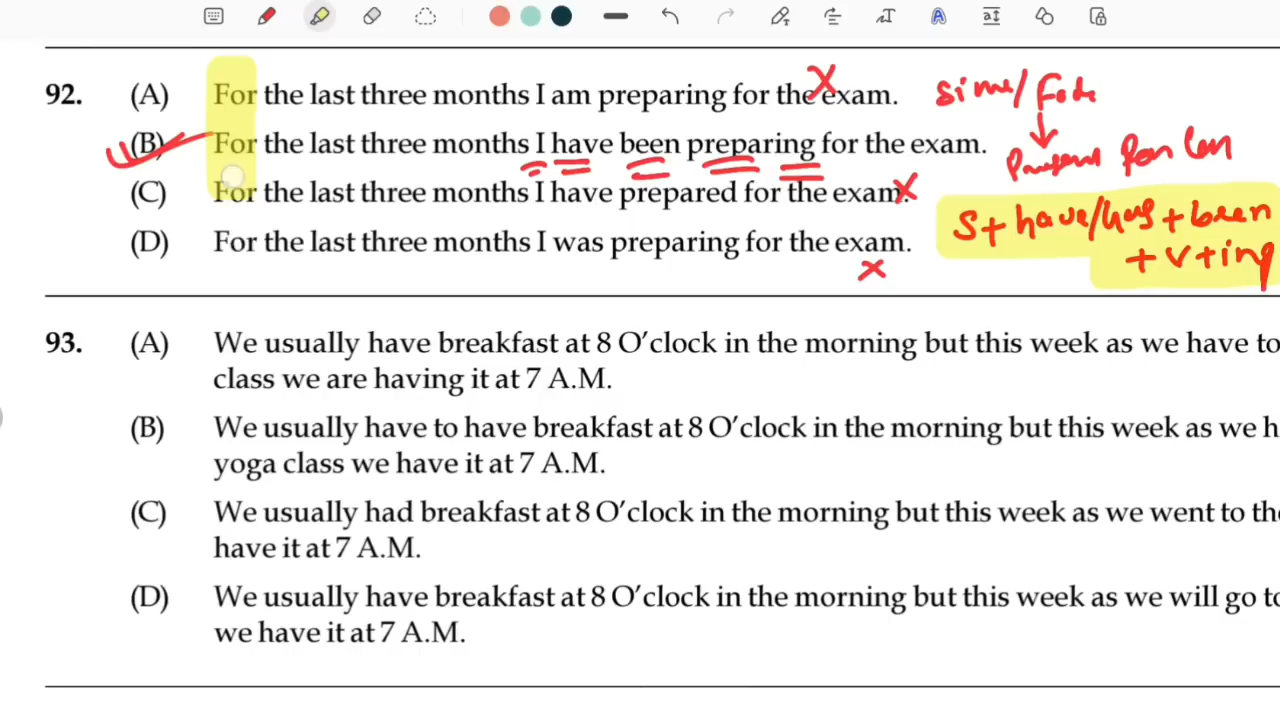 92. (A) For the last three months I am preparing for the exam.
(B) For the last three months I have been preparing for the exam.
(C) For the last three months I have prepared for the exam.
(D) For the last three months I was preparing for the exam.
S + have/has + been
+ V + ing
93. (A) We usually have breakfast at 8 O'clock in the morning but this week as we have to
class we are having it at 7 A.M.
(B) We usually have to have breakfast at 8 O'clock in the morning but this week as we h
yoga class we have it at 7 A.M.
(C) We usually had breakfast at 8 O'clock in the morning but this week as we went to the
have it at 7 A.M.
(D) We usually have breakfast at 8 O'clock in the morning but this week as we will go to
we have it at 7 A.M.